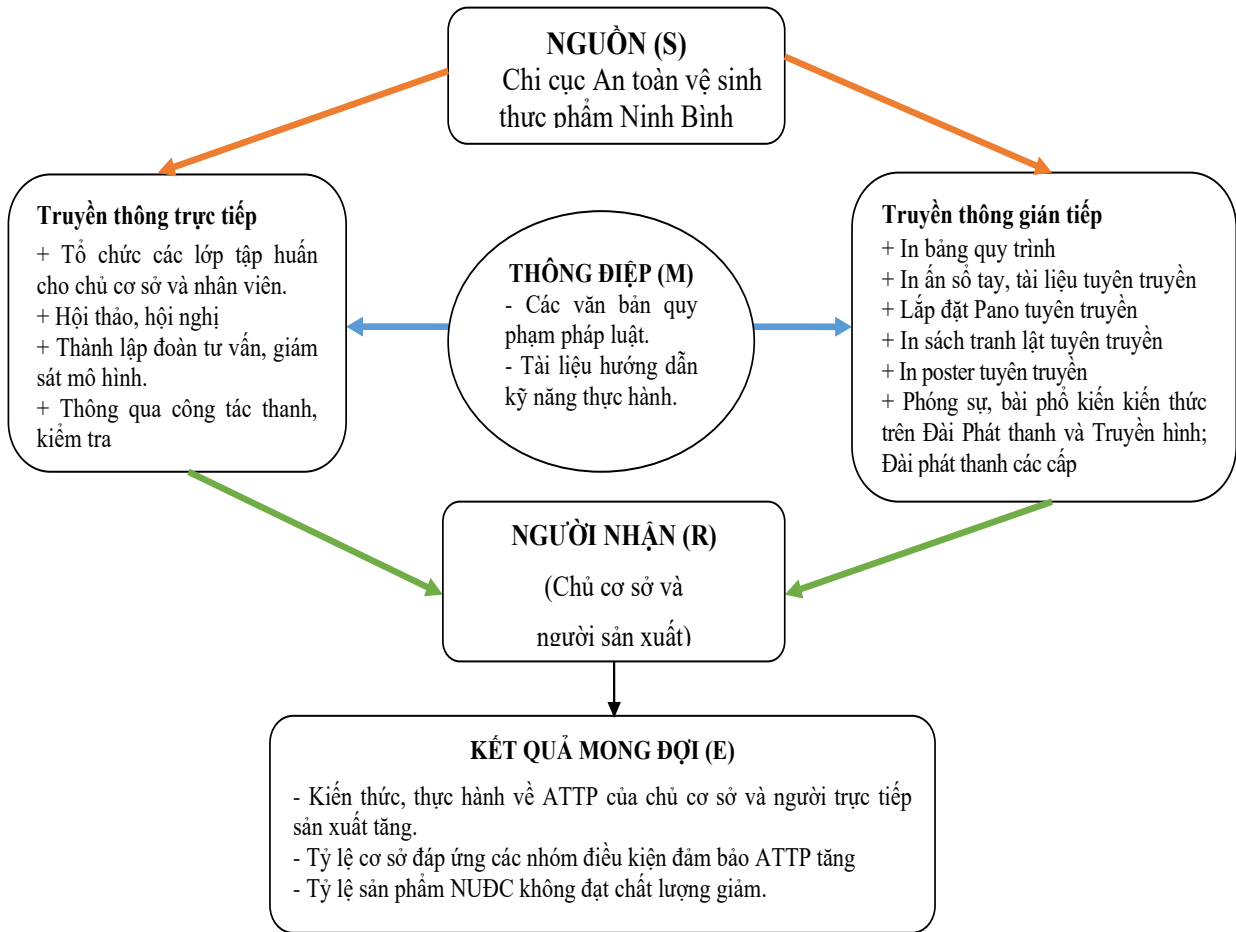 NGUỒN (S)
Chi cục An toàn vệ sinh
thực phẩm Ninh Bình
Truyền thông trực tiếp
+ Tổ chức các lớp tập huấn
cho chủ cơ sở và nhân viên.
+ Hội thảo, hội nghị
+ Thành lập đoàn tư vấn, giám
sát mô hình.
+ Thông qua công tác thanh,
kiểm tra
THÔNG ĐIỆP (M)
- Các văn bản quy
phạm pháp luật.
- Tài liệu hướng dẫn
kỹ năng thực hành.
Truyền thông gián tiếp
+ In bảng quy trình
+ In ấn sổ tay, tài liệu tuyên truyền
+ Lắp đặt Pano tuyên truyền
+ In sách tranh lật tuyên truyền
+ In poster tuyên truyền
+ Phóng sự, bài phổ kiến kiến thức
trên Đài Phát thanh và Truyền hình;
Đài phát thanh các cấp
NGƯỜI NHẬN (R)
(Chủ cơ sở và
người sản xuất)
KẾT QUẢ MONG ĐỢI (E)
- Kiến thức, thực hành về ATTP của chủ cơ sở và người trực tiếp
sản xuất tăng.
- Tỷ lệ cơ sở đáp ứng các nhóm điều kiện đảm bảo ATTP tăng
- Tỷ lệ sản phẩm NUĐC không đạt chất lượng giảm.